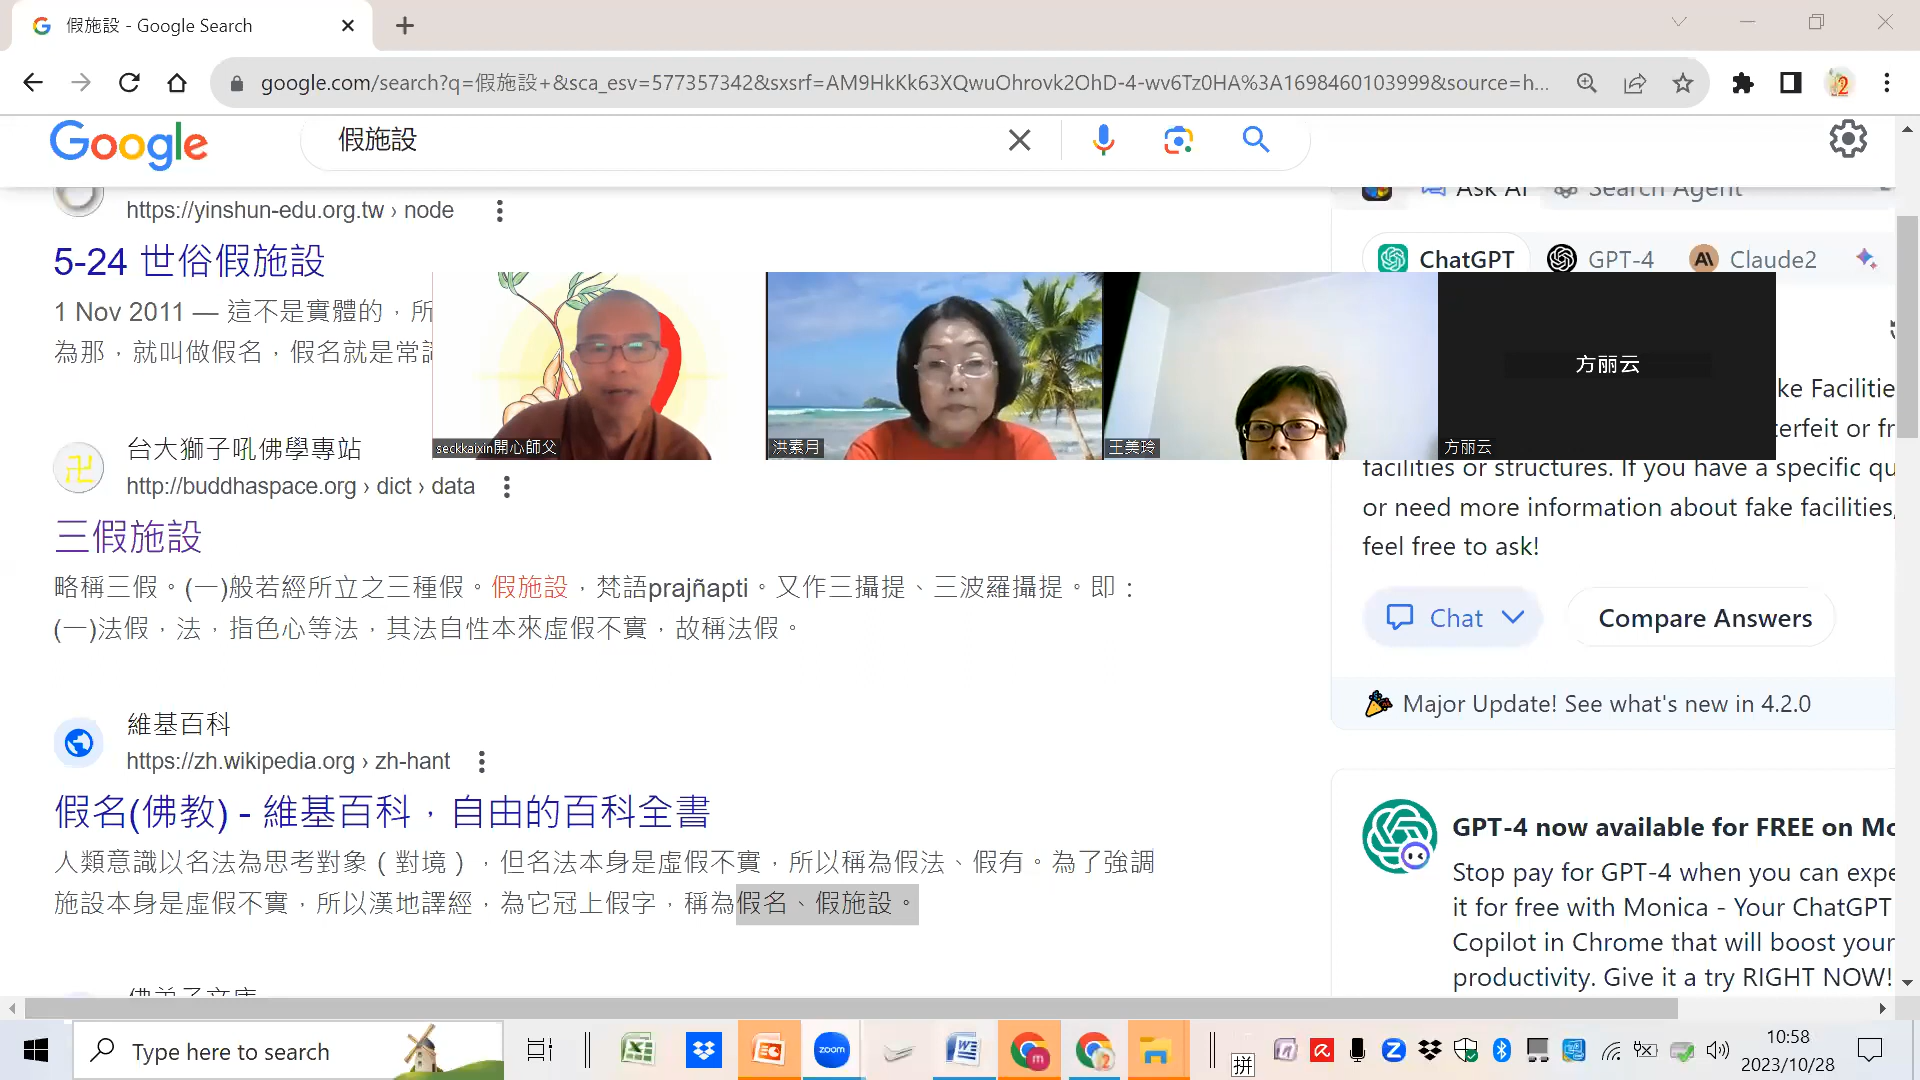 假施設 - Google Search
google.com/search?q=假施設+&sca_esv=577357342&sxsrf=AM9HkKk63XQwuOhrovk2OhD-4-wv6Tz0HA%3A1698460103999&source=h...
Google
假施設
https://yinshun-edu.org.tw › node
5-24 世俗假施設
1 Nov 2011 — 這不是實體的，所
為那，就叫做假名，假名就是常
台大獅子吼佛學專站
http://buddhaspace.org › dict › data
三假施設
略稱三假。(一)般若經所立之三種假。假施設，梵語prajñapti。又作三攝提、三波羅攝提。即：
(一)法假，法，指色心等法，其法自性本來虛假不實，故稱法假。
維基百科
https://zh.wikipedia.org › zh-hant
假名(佛教) - 維基百科，自由的百科全書
人類意識以名法為思考對象（對境），但名法本身是虛假不實，所以稱為假法、假有。為了強調
施設本身是虛假不實，所以漢地譯經，為它冠上假字，稱為假名、假施設。
seckkaixin開心師父
洪素月
王美玲
方丽云
方丽云
Ask AI
Search Agent
ChatGPT
GPT-4
Claude2
ke Facilities
terfeit or fr
facilities or structures. If you have a specific qu
or need more information about fake facilities,
feel free to ask!
Chat
Compare Answers
Major Update! See what's new in 4.2.0
GPT-4 now available for FREE on Mo
Stop pay for GPT-4 when you can expe
it for free with Monica - Your ChatGPT
Copilot in Chrome that will boost your
productivity. Give it a try RIGHT NOW!
Type here to search
zoom
拼
10:58
2023/10/28